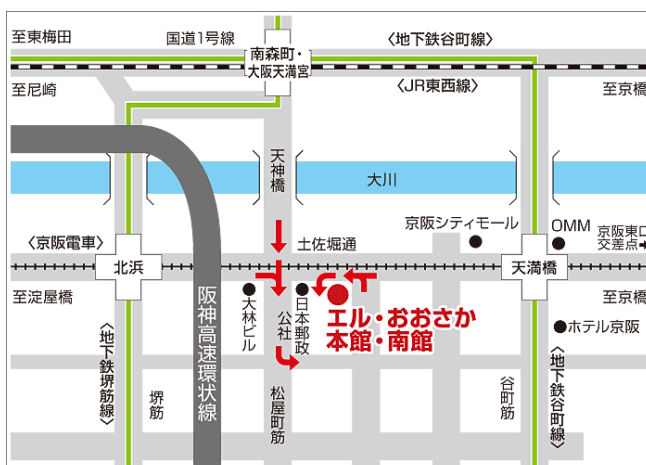 至東梅田
国道1号線
南森町・
大阪天満宮
〈地下鉄谷町線〉
至尼崎
〈JR東西線〉
至京橋
天神橋
大川
京阪シティモール
OMM
京阪東口
交差点
〈京阪電車〉
土佐堀通
北浜
天満橋
至淀屋橋
至京橋
大林ビル
日本郵政
公社
エル・おおさか
本館・南館
ホテル京阪
阪神高速環状線
〈地下鉄堺筋線〉
堺筋
松屋町筋
谷町筋
〈地下鉄谷町線〉